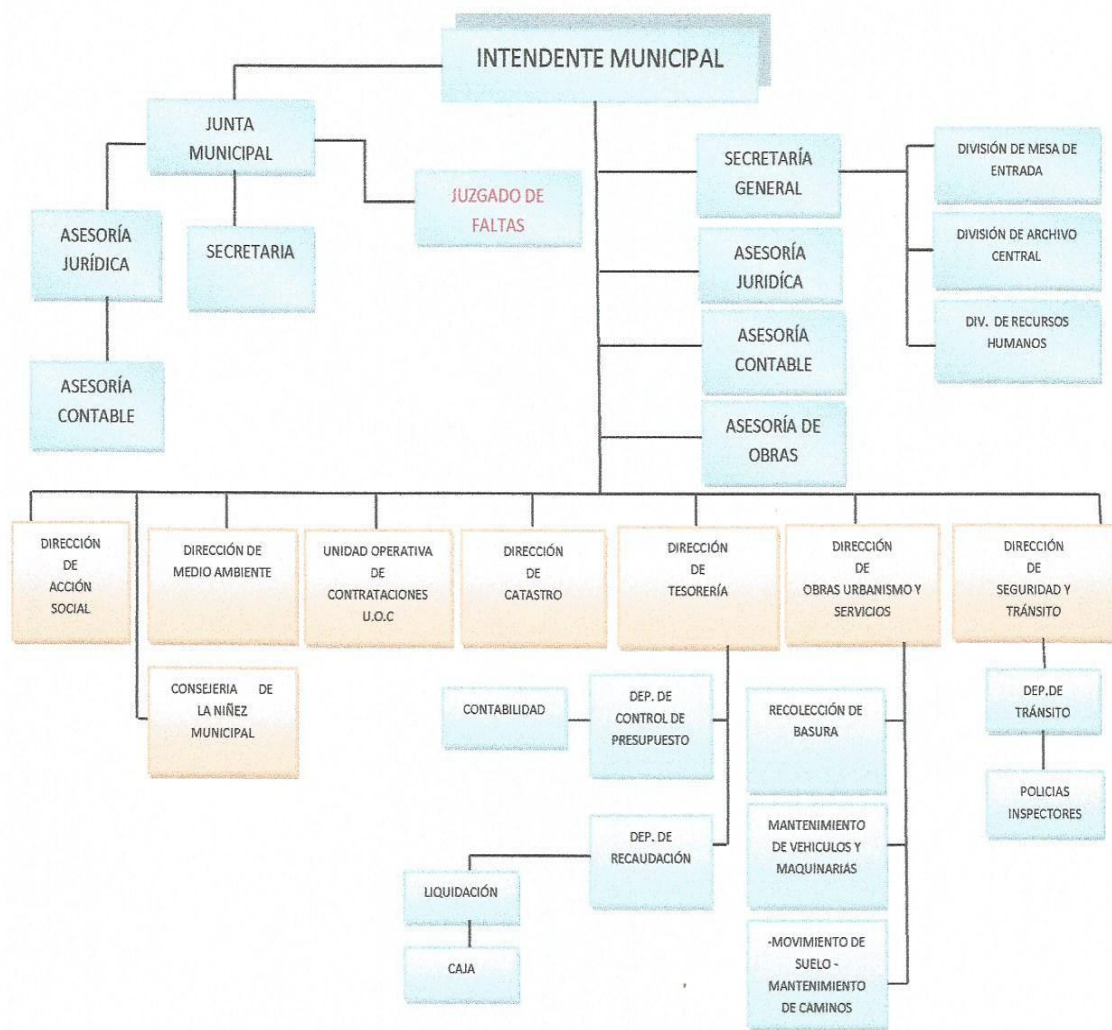 INTENDENTE MUNICIPAL
JUNTA
MUNICIPAL
JUZGADO DE
FALTAS
ASESORÍA
JURÍDICA
SECRETARIA
ASESORÍA
CONTABLE
SECRETARÍA
GENERAL
DIVISIÓN DE MESA DE
ENTRADA
DIVISIÓN DE ARCHIVO
CENTRAL
DIV. DE RECURSOS
HUMANOS
ASESORÍA
JURIDÍCA
ASESORÍA
CONTABLE
ASESORÍA DE
OBRAS
DIRECCIÓN
DE
ACCIÓN
SOCIAL
DIRECCIÓN DE
MEDIO AMBIENTE
UNIDAD OPERATIVA
DE
CONTRATACIONES
U.O.C
DIRECCIÓN
DE
CATASTRO
DIRECCIÓN
DE
TESORERÍA
DIRECCIÓN
DE
OBRAS URBANISMO Y
SERVICIOS
DIRECCIÓN
DE
SEGURIDAD Y
TRÁNSITO
CONSEJERIA DE
LA NIÑEZ
MUNICIPAL
CONTABILIDAD
DEP. DE
CONTROL DE
PRESUPUESTO
DEP. DE
RECAUDACIÓN
LIQUIDACIÓN
CAJA
RECOLECCIÓN DE
BASURA
MANTENIMIENTO
DE VEHICULOS Y
MAQUINARIAS
-MOVIMIENTO DE
SUELO -
MANTENIMIENTO
DE CAMINOS
DEP.DE
TRÁNSITO
POLICIAS
INSPECTORES